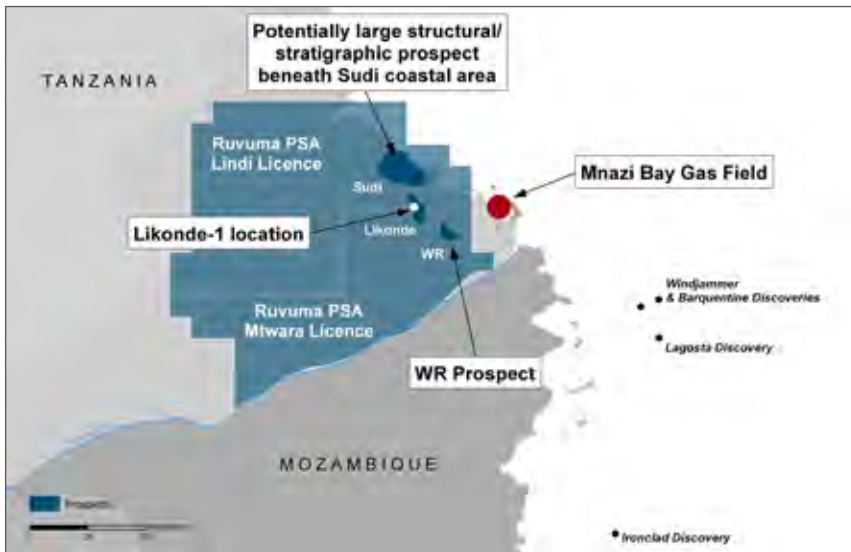 Potentially large structural/
stratigraphic prospect
beneath Sudi coastal area
TANZANIA
Ruvuma PSA
Lindi Licence
Mnazi Bay Gas Field
Sudi
Likonde-1 location
Likonde
WR
Windjammer
& Barquentine Discoveries
Ruvuma PSA
Mtwara Licence
Lagosta Discovery
WR Prospect
MOZAMBIQUE
Prospects
Ironclad Discovery